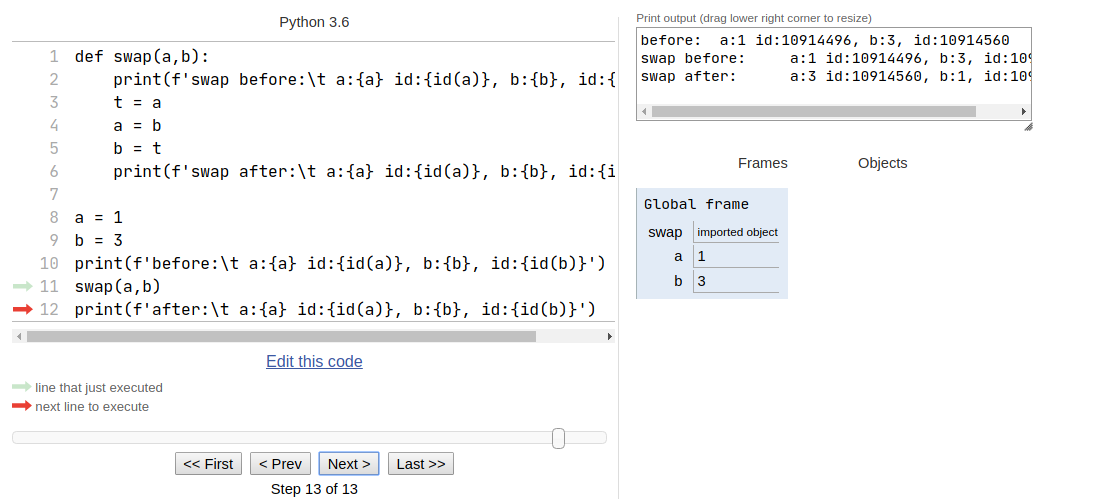 Python 3.6
1 def swap(a,b):
2 print(f'swap before:\t a:{a} id:{id(a)}, b:{b}, id:{
3 t = a
4 a = b
5 b = t
6 print(f'swap after:\t a:{a} id:{id(a)}, b:{b}, id:{i
7
8 a = 1
9 b = 3
10 print(f'before:\t a:{a} id:{id(a)}, b:{b}, id:{id(b)}')
11 swap(a,b)
12 print(f'after:\t a:{a} id:{id(a)}, b:{b}, id:{id(b)}')
Edit this code
line that just executed
next line to execute
<< First < Prev Next > Last >>
Step 13 of 13
Print output (drag lower right corner to resize)
before: a:1 id:10914496, b:3, id:10914560
swap before: a:1 id:10914496, b:3, id:109
swap after: a:3 id:10914560, b:1, id:109
Frames Objects
Global frame
swap imported object
a 1
b 3